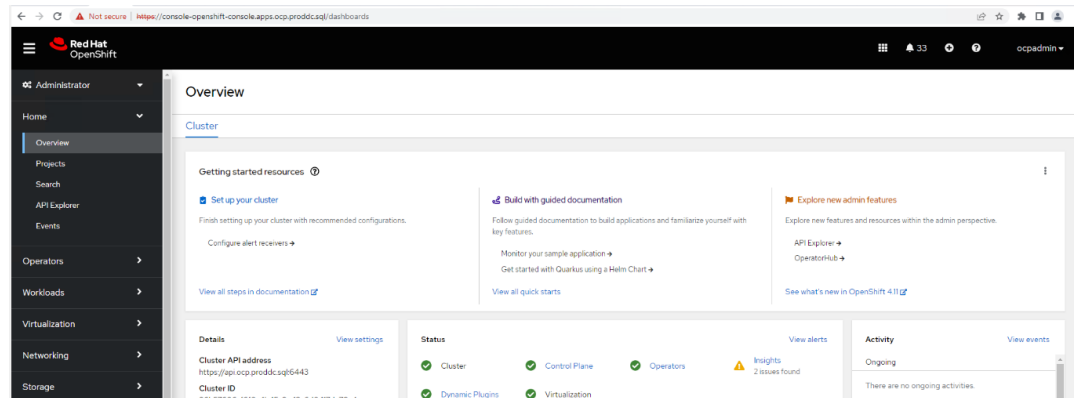 Not secure | https://console-openshift-console.apps.ocp.proddc.sql/dashboards
Red Hat
OpenShift
33
ocpadmin
Administrator
Home
Overview
Projects
Search
API Explorer
Events
Operators
Workloads
Virtualization
Networking
Storage
Overview
Cluster
Getting started resources
Set up your cluster
Finish setting up your cluster with recommended configurations.
Configure alert receivers →
View all steps in documentation
Build with guided documentation
Follow guided documentation to build applications and familiarize yourself with
key features.
Monitor your sample application →
Get started with Quarkus using a Helm Chart →
View all quick starts
Explore new admin features
Explore new features and resources within the admin perspective.
API Explorer →
OperatorHub →
See what's new in OpenShift 4.11
Details
View settings
Cluster API address
https://api.ocp.proddc.sql:6443
Cluster ID
Status
View alerts
Cluster
Control Plane
Operators
Insights
2 issues found
Dynamic Plugins
Virtualization
Activity
View events
Ongoing
There are no ongoing activities.